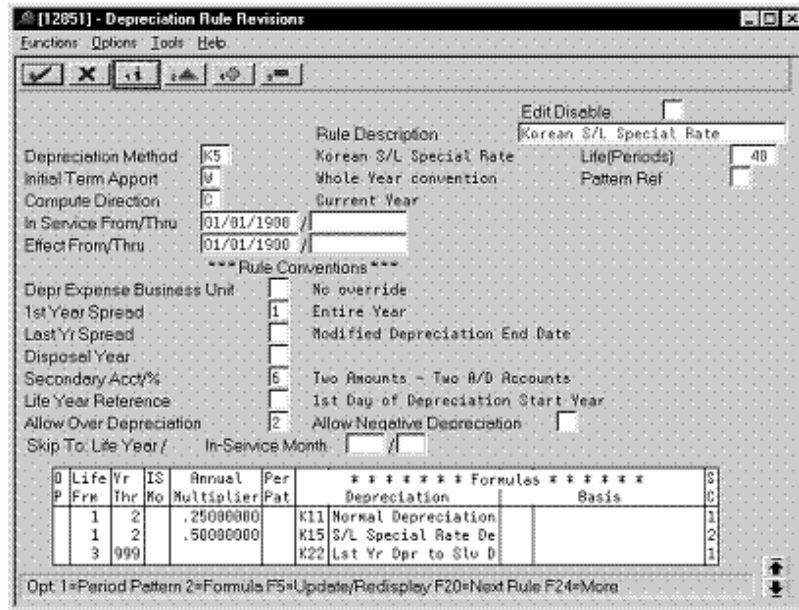 [12851] - Depreciation Rule Revisions
Functions Options Tools Help
Edit Disable
Rule Description Korean S/L Special Rate
Depreciation Method K5 Korean S/L Special Rate Life(Periods) 48
Initial Term Apport W Whole Year convention Pattern Ref
Compute Direction C Current Year
In Service From/Thru 01/01/1900 /
Effect From/Thru 01/01/1900 /
***Rule Conventions***
Depr Expense Business Unit No override
1st Year Spread 1 Entire Year
Last Yr Spread Modified Depreciation End Date
Disposal Year
Secondary Acct/% 6 Two Amounts - Two A/D Accounts
Life Year Reference 1st Day of Depreciation Start Year
Allow Over Depreciation 2 Allow Negative Depreciation
Skip To: Life Year / In-Service Month /
O Life Yr IS Annual Per * * * * * * * Formulas * * * * * * S
P Frm Thr Mo Multiplier Pat Depreciation Basis C
1 2 .25000000 K11 Normal Depreciation 1
1 2 .50000000 K15 S/L Special Rate De 2
3 999 K22 Lst Yr Dpr to Slv D 1
Opt: 1=Period Pattern 2=Formula F5=Update/Redisplay F20=Next Rule F24=More